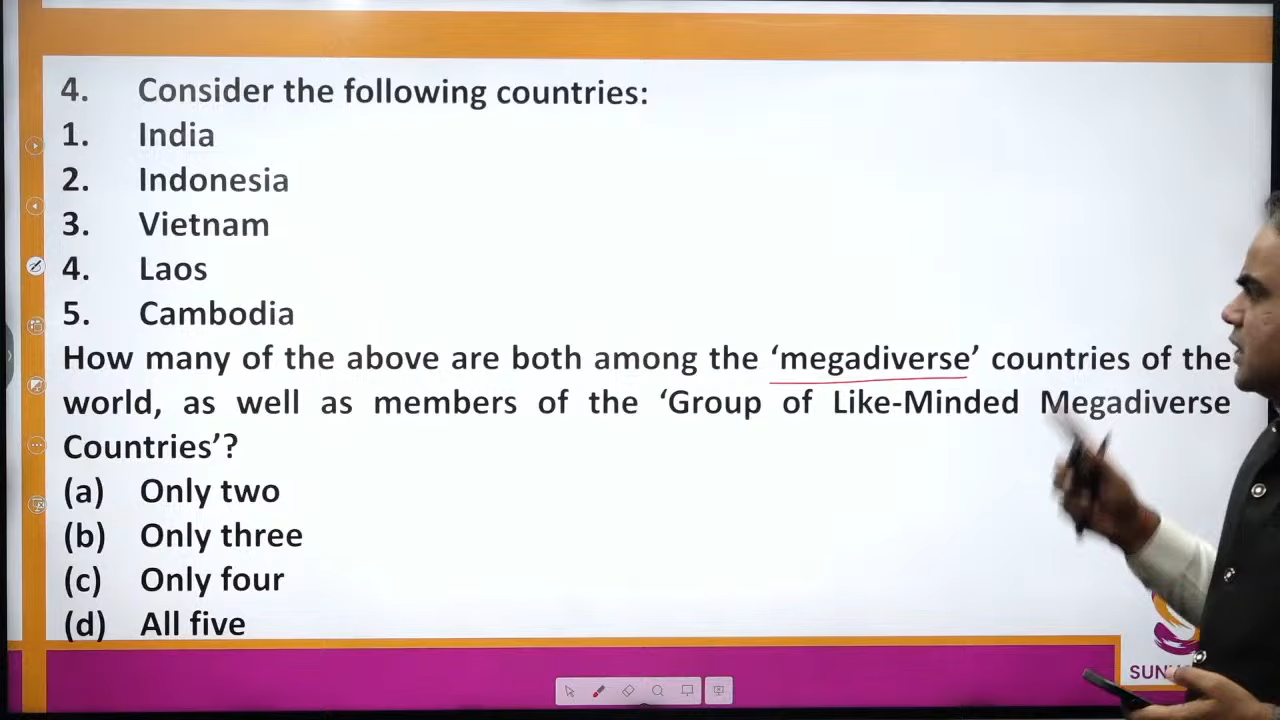 4. Consider the following countries:
1. India
2. Indonesia
3. Vietnam
4. Laos
5. Cambodia
How many of the above are both among the ‘megadiverse’ countries of the
world, as well as members of the ‘Group of Like-Minded Megadiverse
Countries’?
(a) Only two
(b) Only three
(c) Only four
(d) All five